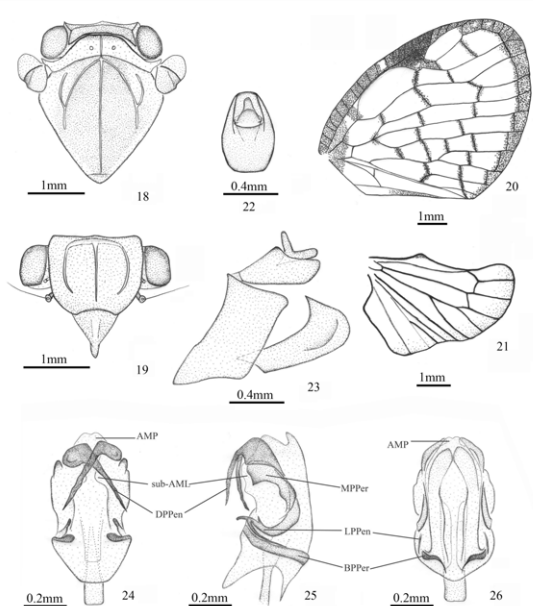 1mm
18
0.4mm
22
1mm
20
1mm
19
0.4mm
23
1mm
21
AMP
sub-AML
DPPen
MPPer
LPPen
BPPer
AMP
0.2mm
24
0.2mm
25
0.2mm
26